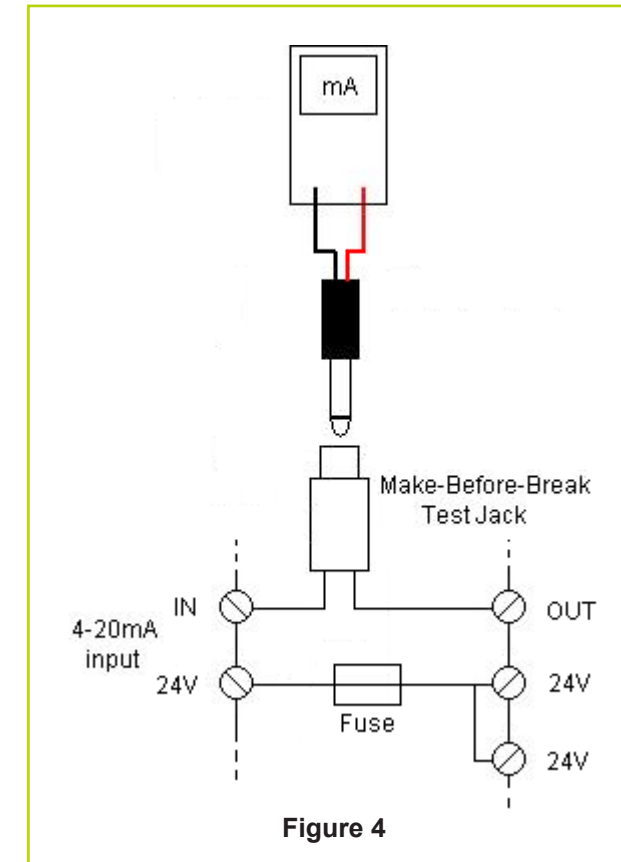 mA
Make-Before-Break
Test Jack
IN
OUT
4-20mA
input
24V
24V
Fuse
24V
Figure 4